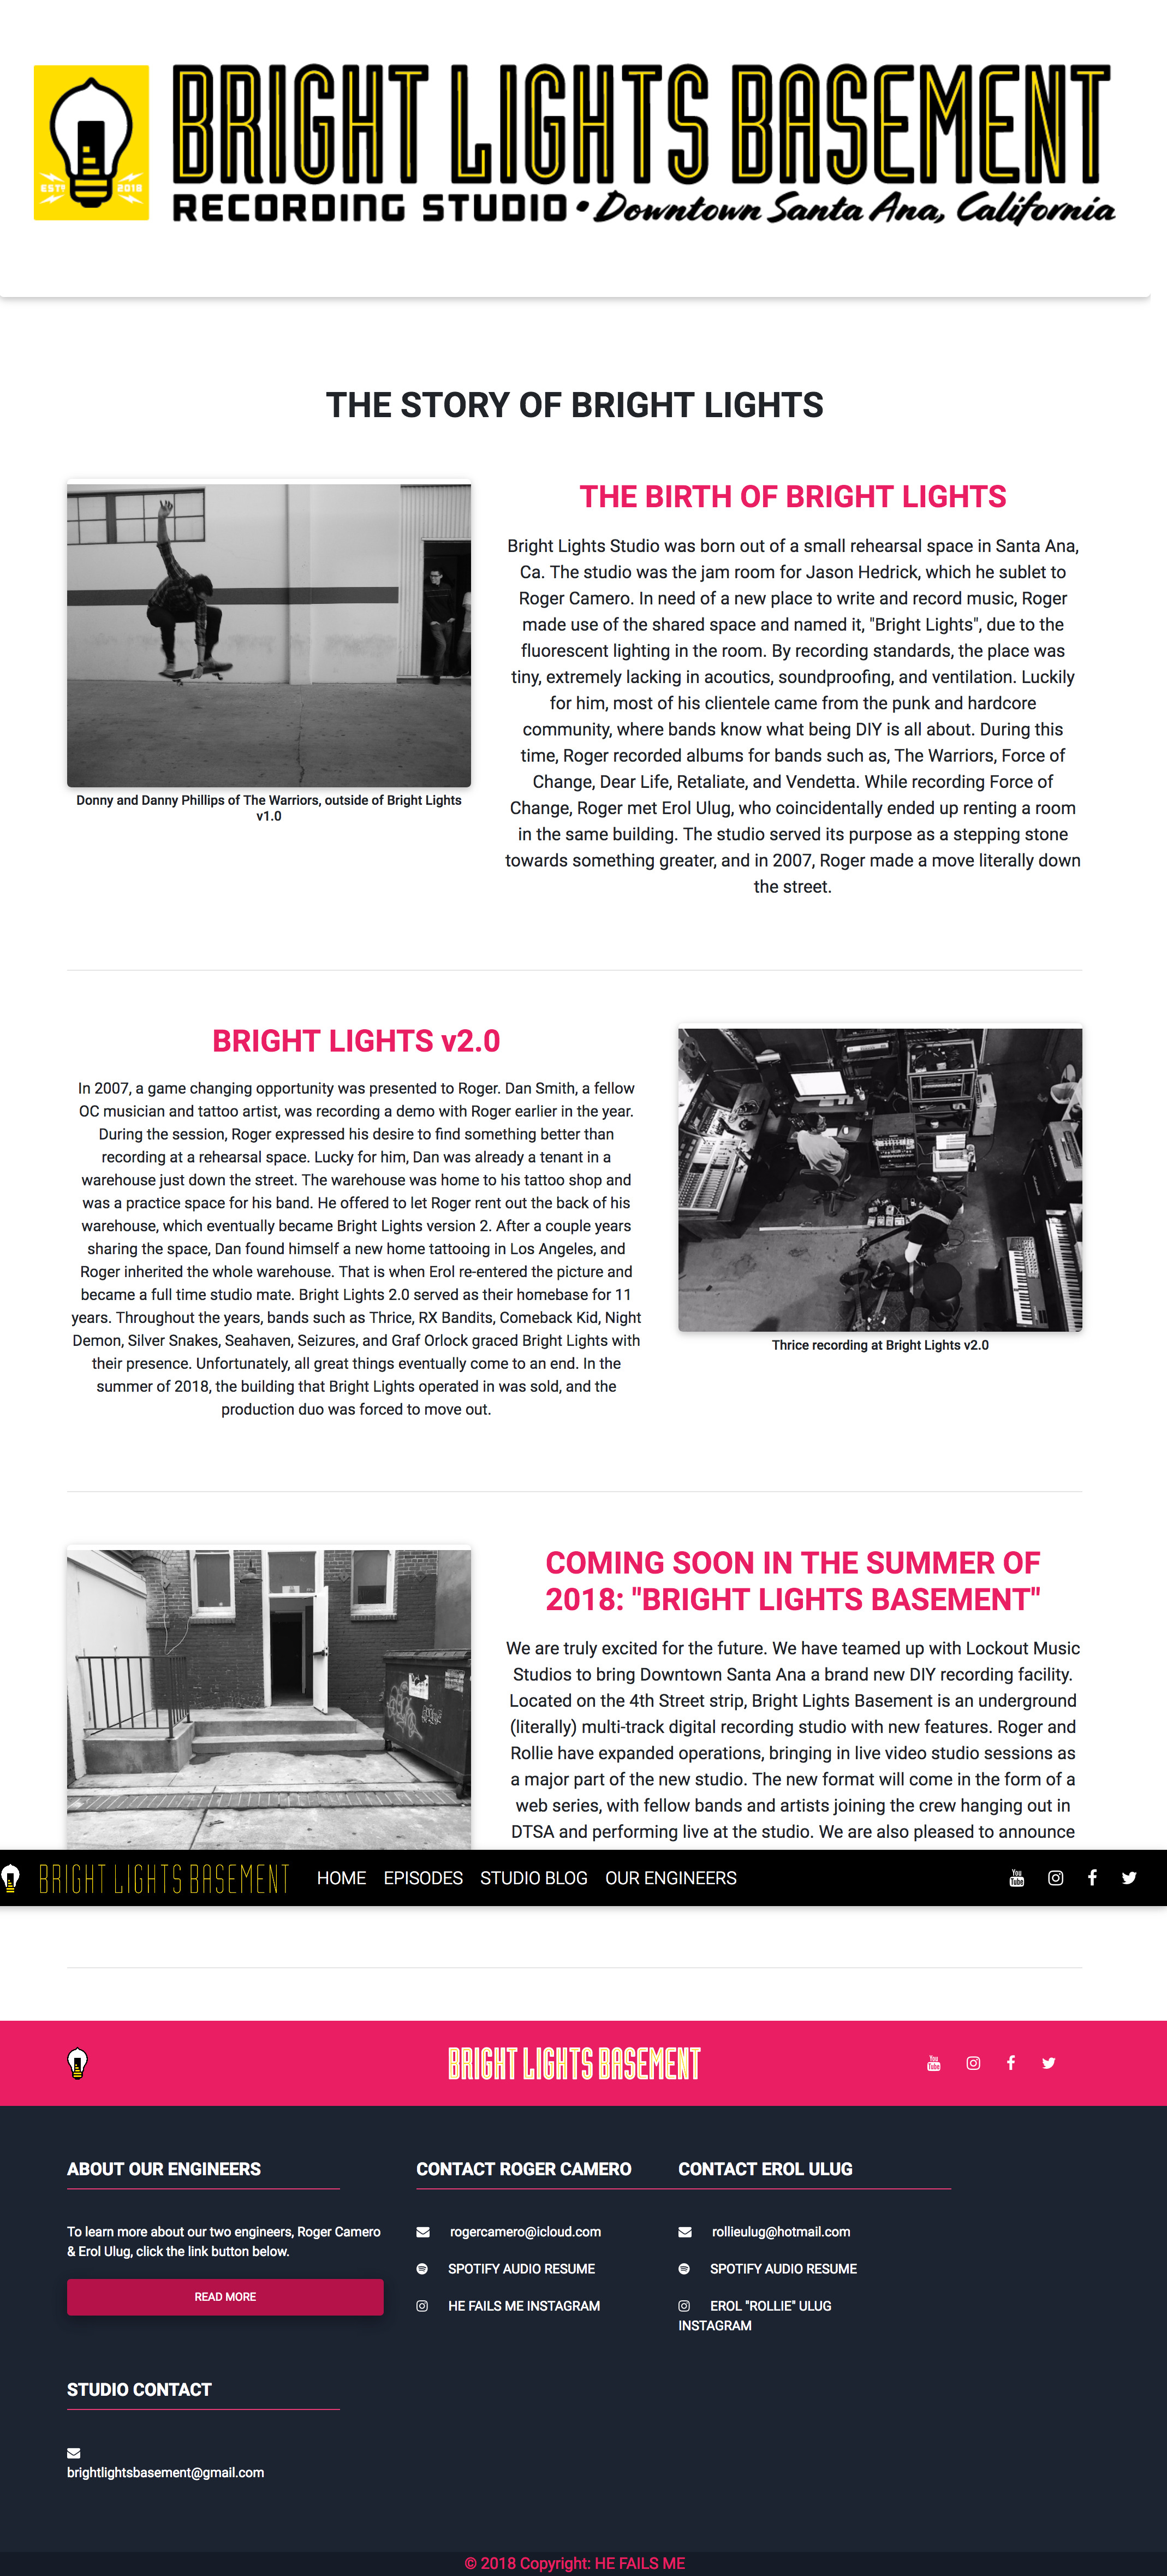 BRIGHT LIGHTS BASEMENT
ESTD 2018
RECORDING STUDIO • Downtown Santa Ana, California
THE STORY OF BRIGHT LIGHTS
THE BIRTH OF BRIGHT LIGHTS
Bright Lights Studio was born out of a small rehearsal space in Santa Ana,
Ca. The studio was the jam room for Jason Hedrick, which he sublet to
Roger Camero. In need of a new place to write and record music, Roger
made use of the shared space and named it, "Bright Lights", due to the
fluorescent lighting in the room. By recording standards, the place was
tiny, extremely lacking in acoutics, soundproofing, and ventilation. Luckily
for him, most of his clientele came from the punk and hardcore
community, where bands know what being DIY is all about. During this
time, Roger recorded albums for bands such as, The Warriors, Force of
Change, Dear Life, Retaliate, and Vendetta. While recording Force of
Change, Roger met Erol Ulug, who coincidentally ended up renting a room
in the same building. The studio served its purpose as a stepping stone
towards something greater, and in 2007, Roger made a move literally down
the street.
Donny and Danny Phillips of The Warriors, outside of Bright Lights
v1.0
BRIGHT LIGHTS v2.0
In 2007, a game changing opportunity was presented to Roger. Dan Smith, a fellow
OC musician and tattoo artist, was recording a demo with Roger earlier in the year.
During the session, Roger expressed his desire to find something better than
recording at a rehearsal space. Lucky for him, Dan was already a tenant in a
warehouse just down the street. The warehouse was home to his tattoo shop and
was a practice space for his band. He offered to let Roger rent out the back of his
warehouse, which eventually became Bright Lights version 2. After a couple years
sharing the space, Dan found himself a new home tattooing in Los Angeles, and
Roger inherited the whole warehouse. That is when Erol re-entered the picture and
became a full time studio mate. Bright Lights 2.0 served as their homebase for 11
years. Throughout the years, bands such as Thrice, RX Bandits, Comeback Kid, Night
Demon, Silver Snakes, Seahaven, Seizures, and Graf Orlock graced Bright Lights with
their presence. Unfortunately, all great things eventually come to an end. In the
summer of 2018, the building that Bright Lights operated in was sold, and the
production duo was forced to move out.
Thrice recording at Bright Lights v2.0
COMING SOON IN THE SUMMER OF
2018: "BRIGHT LIGHTS BASEMENT"
We are truly excited for the future. We have teamed up with Lockout Music
Studios to bring Downtown Santa Ana a brand new DIY recording facility.
Located on the 4th Street strip, Bright Lights Basement is an underground
(literally) multi-track digital recording studio with new features. Roger and
Rollie have expanded operations, bringing in live video studio sessions as
a major part of the new studio. The new format will come in the form of a
web series, with fellow bands and artists joining the crew hanging out in
DTSA and performing live at the studio. We are also pleased to announce
BRIGHT LIGHTS BASEMENT HOME EPISODES STUDIO BLOG OUR ENGINEERS You Tube
BRIGHT LIGHTS BASEMENT You Tube
ABOUT OUR ENGINEERS
To learn more about our two engineers, Roger Camero
& Erol Ulug, click the link button below.
READ MORE
CONTACT ROGER CAMERO
rogercamero@icloud.com
SPOTIFY AUDIO RESUME
HE FAILS ME INSTAGRAM
CONTACT EROL ULUG
rollieulug@hotmail.com
SPOTIFY AUDIO RESUME
EROL "ROLLIE" ULUG
INSTAGRAM
STUDIO CONTACT
brightlightsbasement@gmail.com
© 2018 Copyright: HE FAILS ME